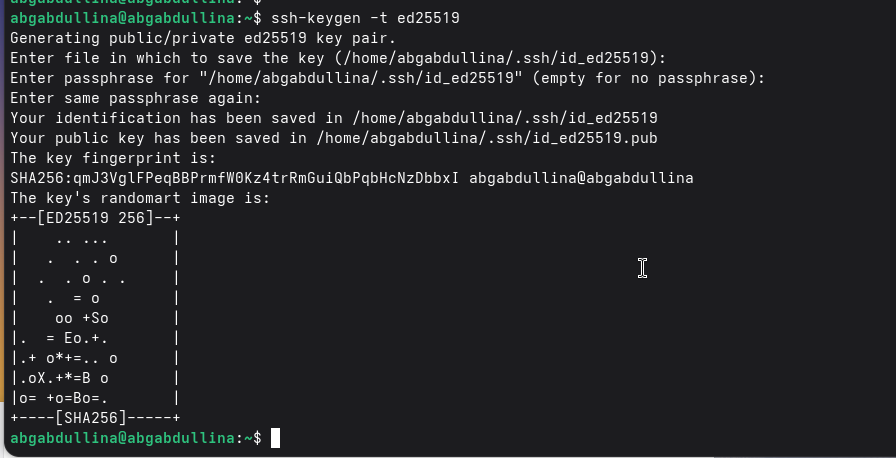 abgabdullina@abgabdullina:~$ ssh-keygen -t ed25519
Generating public/private ed25519 key pair.
Enter file in which to save the key (/home/abgabdullina/.ssh/id_ed25519):
Enter passphrase for "/home/abgabdullina/.ssh/id_ed25519" (empty for no passphrase):
Enter same passphrase again:
Your identification has been saved in /home/abgabdullina/.ssh/id_ed25519
Your public key has been saved in /home/abgabdullina/.ssh/id_ed25519.pub
The key fingerprint is:
SHA256:qmJ3VglFPeqBBPrmfW0Kz4trRmGuiQbPqbHcNzDbbxI abgabdullina@abgabdullina
The key's randomart image is:
+--[ED25519 256]--+
|    .. ...       |
|   .  . . o      |
|  .  . o . .     |
|   .  = o        |
|    oo +So       |
|.  = Eo.+.       |
|.+ o*+=.. o      |
|.oX.+*=B o       |
|o= +o=Bo=.       |
+----[SHA256]-----+
abgabdullina@abgabdullina:~$